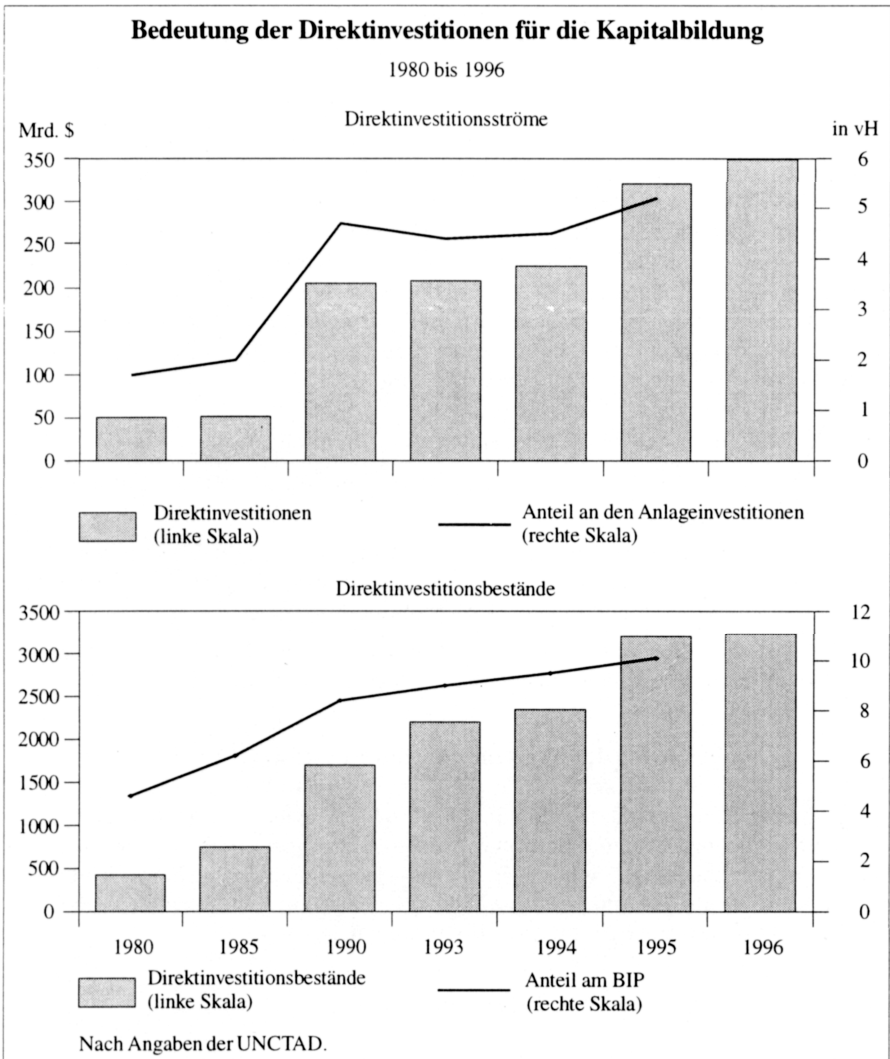 Bedeutung der Direktinvestitionen für die Kapitalbildung
1980 bis 1996
Direktinvestitionsströme
Mrd. $
in vH
350
300
250
200
150
100
50
0
6
5
4
3
2
1
0
Direktinvestitionen
(linke Skala)
Anteil an den Anlageinvestitionen
(rechte Skala)
Direktinvestitionsbestände
3500
3000
2500
2000
1500
1000
500
0
12
10
8
6
4
2
0
1980 1985 1990 1993 1994 1995 1996
Direktinvestitionsbestände
(linke Skala)
Anteil am BIP
(rechte Skala)
Nach Angaben der UNCTAD.